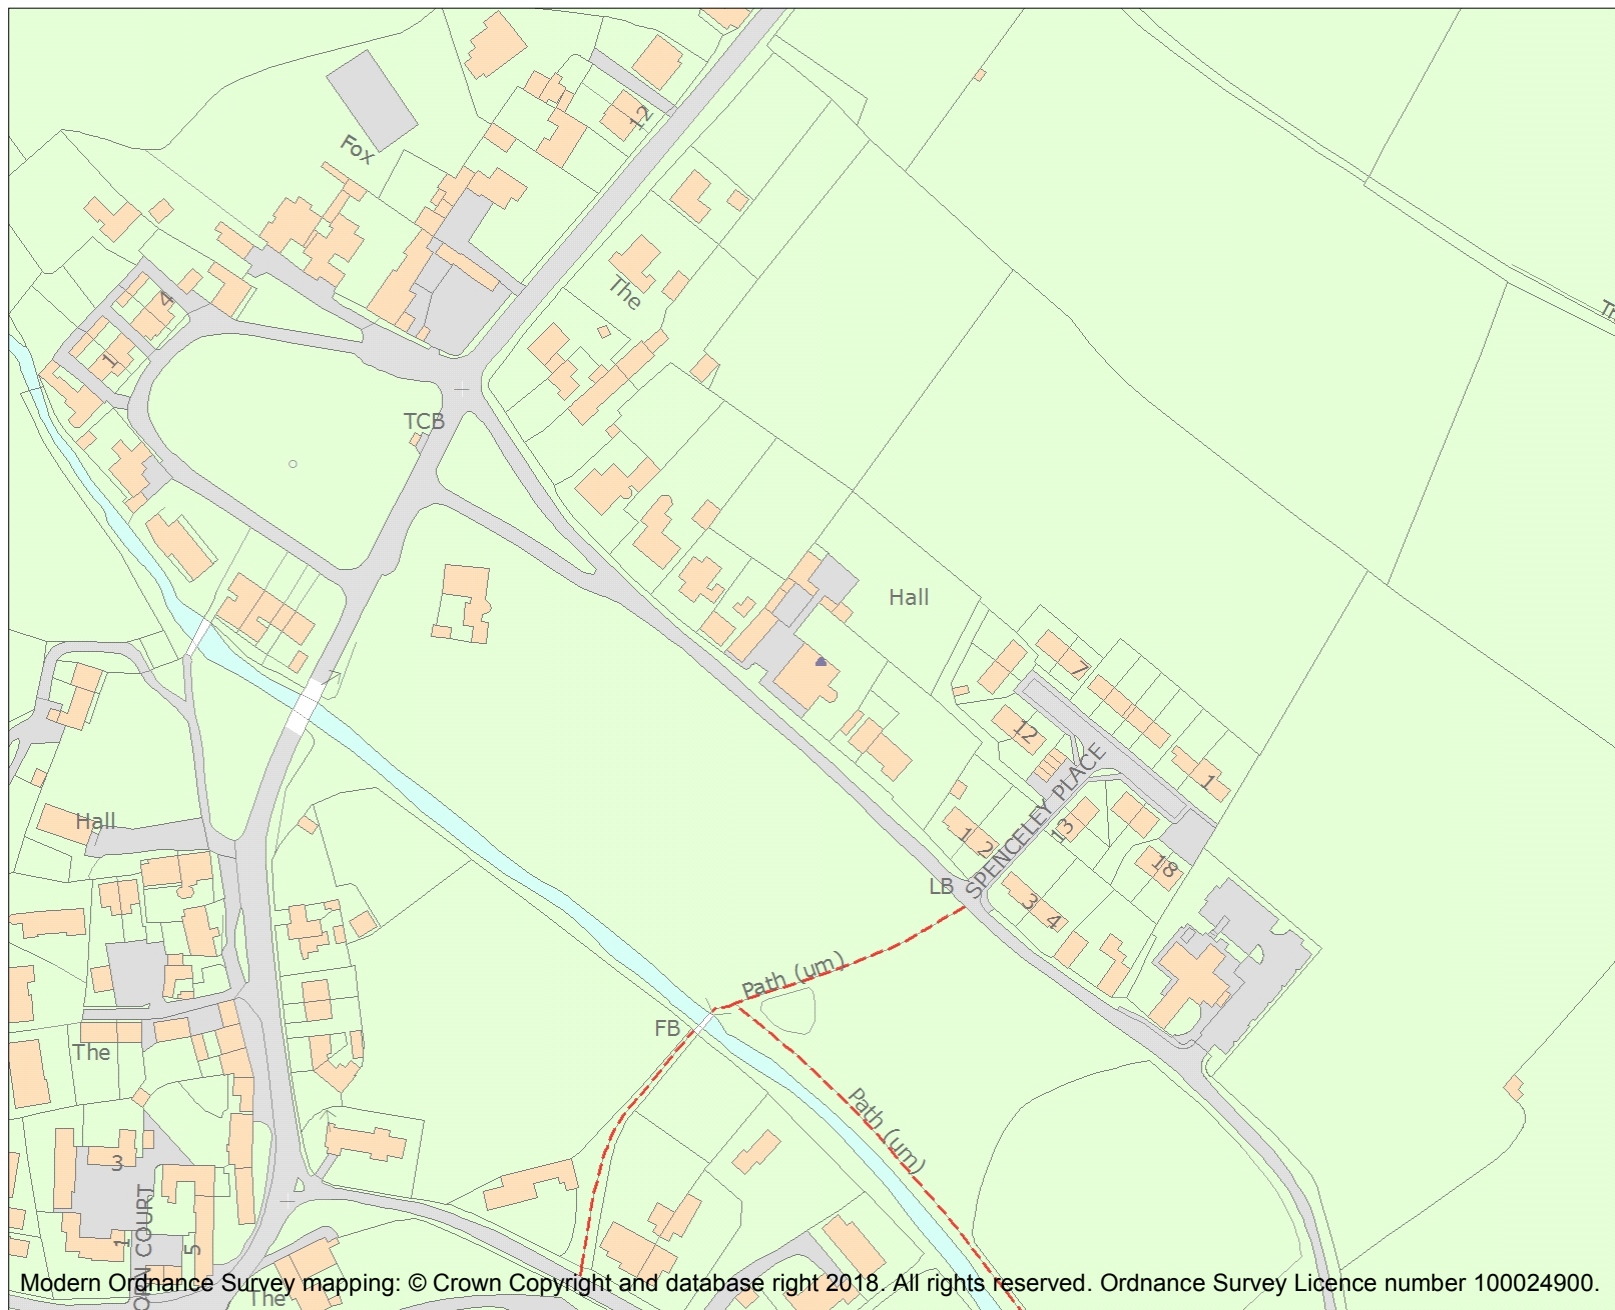 12
Fox
The
4
1
TCB
Hall
7
12
1
SPENCELEY PLACE
13
1
2
18
LB
3
4
Hall
Path (um)
FB
The
Path (um)
3
1
5
The
Modern Ordnance Survey mapping: © Crown Copyright and database right 2018. All rights reserved. Ordnance Survey Licence number 100024900.